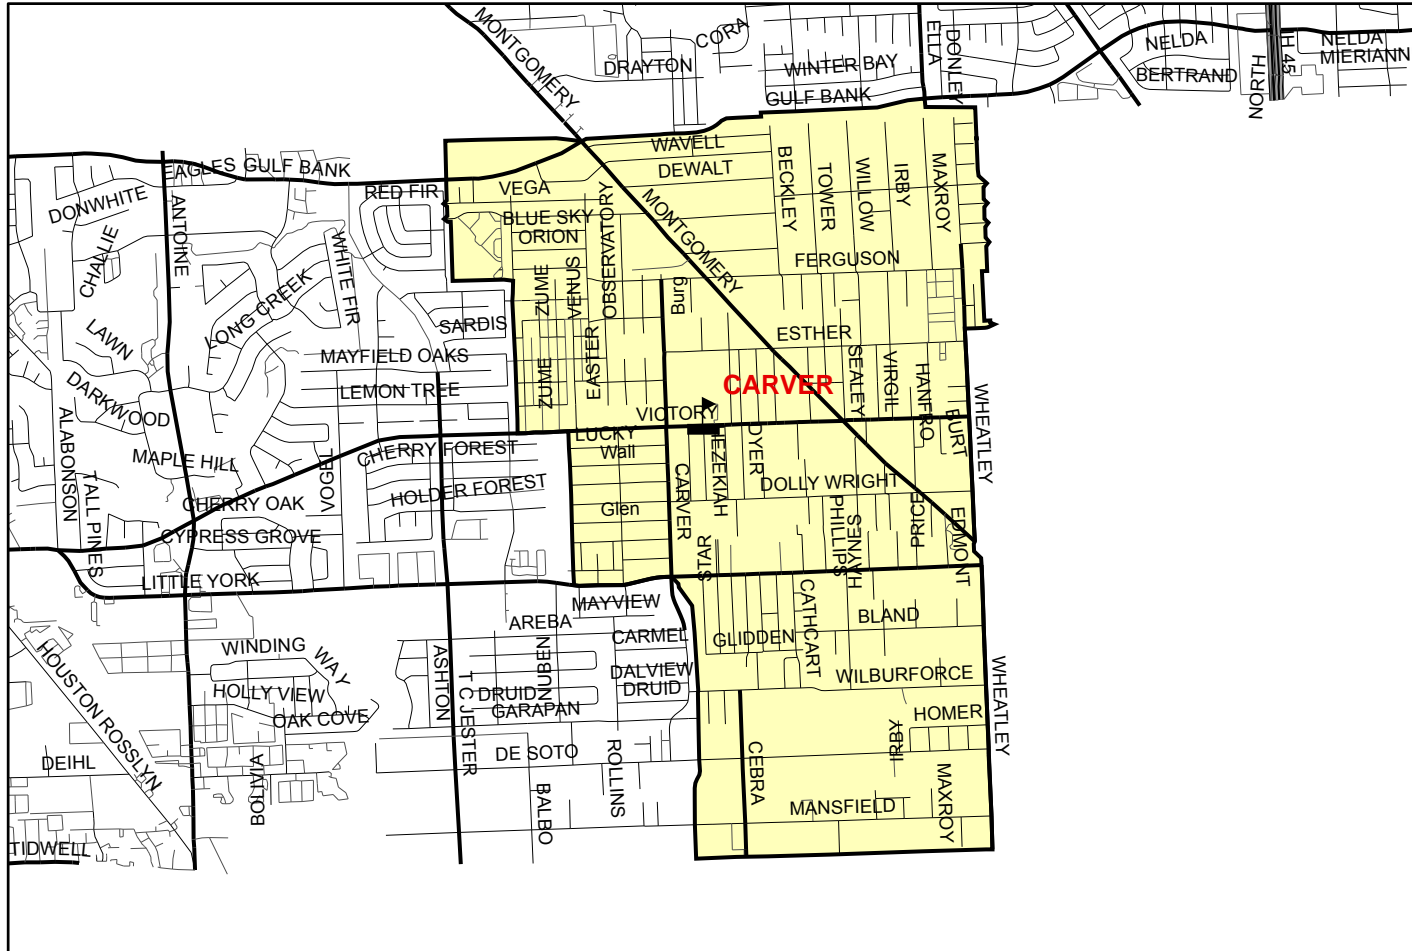 MONTGOMERY
CORA
DRAYTON
WINTER BAY
GULF BANK
ELLA
DONLEY
NELDA
BERTRAND
NORTH
IH 45
NELDA
MIERIANN
EAGLES
GULF BANK
RED FIR
DONWHITE
CHALLIE
ANTOINE
LONG CREEK
WHITE FIR
LAWN
SARDIS
MAYFIELD OAKS
LEMON TREE
DARKWOOD
ALABONSON
TALL PINES
MAPLE HILL
VOGEL
CHERRY FOREST
HOLDER FOREST
CHERRY OAK
CYPRESS GROVE
LITTLE YORK
WAVELL
DEWALT
VEGA
BLUE SKY
ORION
OBSERVATORY
MONTGOMERY
BECKLEY
TOWER
WILLOW
IRBY
MAXROY
FERGUSON
ZUME
VENUS
Burg
ESTHER
ZUME
EASTER
CARVER
SEALEY
VIRGIL
HANFRO
BURT
WHEATLEY
VICTORY
LUCKY
Wall
Glen
CARVER
HEZEKIAH
DYER
DOLLY WRIGHT
STAR
PHILLIPS
HAYNES
PRICE
EDMONT
MAYVIEW
AREBA
CARMEL
DALVIEW
DRUID
NUBEN
DRUID
GARAPAN
ASHTON
T C JESTER
DE SOTO
ROLLINS
BALBO
GLIDDEN
CATHCART
BLAND
WILBURFORCE
WHEATLEY
HOMER
IRBY
CEBRA
MANSFIELD
MAXROY
WINDING
WAY
HOLLY VIEW
OAK COVE
HOUSTON ROSSLYN
DEIHL
BOLIVIA
TIDWELL